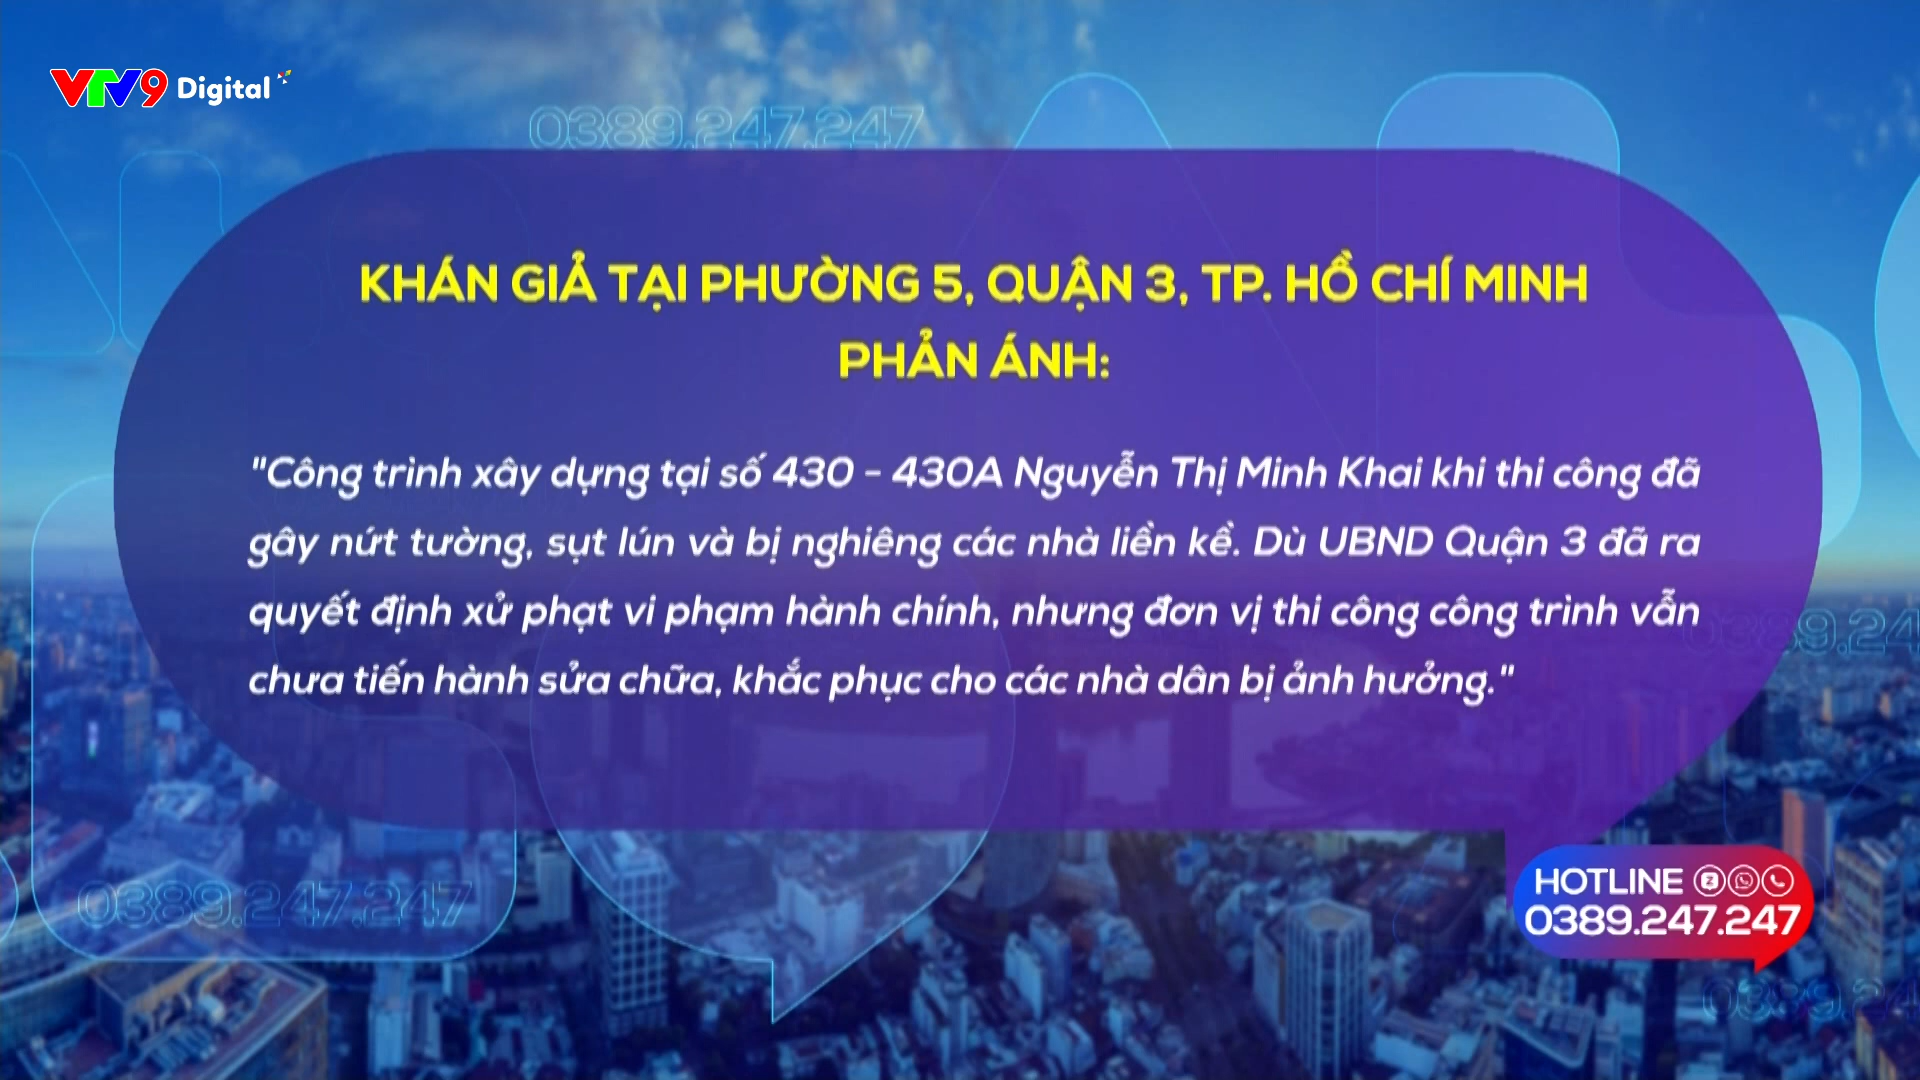 VTV9 Digital
0389.247.247
KHÁN GIẢ TẠI PHƯỜNG 5, QUẬN 3, TP. HỒ CHÍ MINH
PHẢN ÁNH:
"Công trình xây dựng tại số 430 - 430A Nguyễn Thị Minh Khai khi thi công đã
gây nứt tường, sụt lún và bị nghiêng các nhà liền kề. Dù UBND Quận 3 đã ra
quyết định xử phạt vi phạm hành chính, nhưng đơn vị thi công công trình vẫn
chưa tiến hành sửa chữa, khắc phục cho các nhà dân bị ảnh hưởng."
0389.24
0389.247.247
HOTLINE
0389.247.247
0389.24